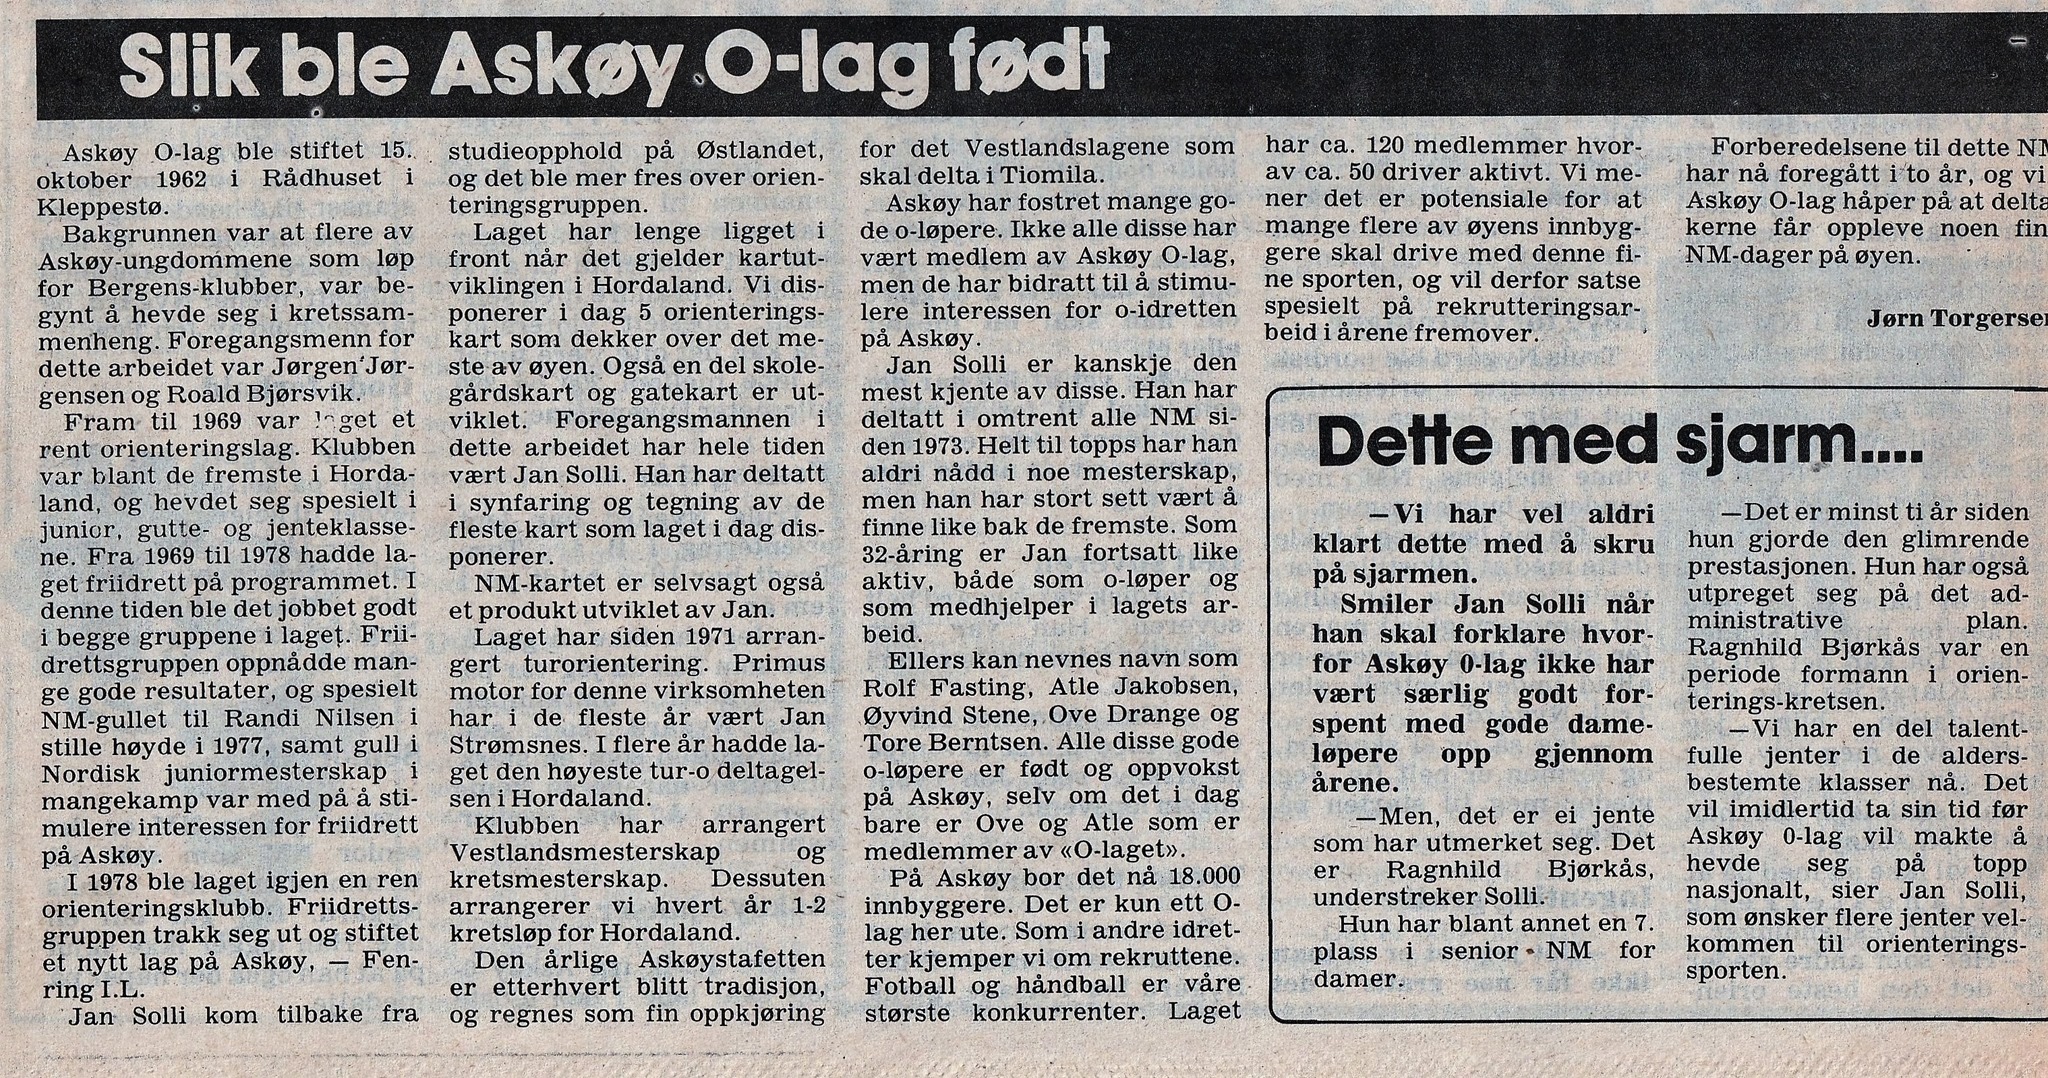 Slik ble Askøy O-lag født
Askøy O-lag ble stiftet 15.
oktober 1962 i Rådhuset i
Kleppestø.
Bakgrunnen var at flere av
Askøy-ungdommene som løp
for Bergens-klubber, var be-
gynt å hevde seg i kretssam-
menheng. Foregangsmenn for
dette arbeidet var Jørgen Jør-
gensen og Roald Bjørsvik.
Fram til 1969 var laget et
rent orienteringslag. Klubben
var blant de fremste i Horda-
land, og hevdet seg spesielt i
junior, gutte- og jenteklasse-
ne. Fra 1969 til 1978 hadde la-
get friidrett på programmet. I
denne tiden ble det jobbet godt
i begge gruppene i laget. Frii-
drettsgruppen oppnådde man-
ge gode resultater, og spesielt
NM-gullet til Randi Nilsen i
stille høyde i 1977, samt gull i
Nordisk juniormesterskap i
mangekamp var med på å sti-
mulere interessen for friidrett
på Askøy.
I 1978 ble laget igjen en ren
orienteringsklubb. Friidretts-
gruppen trakk seg ut og stiftet
et nytt lag på Askøy, — Fen-
ring I.L.
Jan Solli kom tilbake fra
studieopphold på Østlandet,
og det ble mer fres over orien-
teringsgruppen.
Laget har lenge ligget i
front når det gjelder kartut-
viklingen i Hordaland. Vi dis-
ponerer i dag 5 orienterings-
kart som dekker over det me-
ste av øyen. Også en del skole-
gårdskart og gatekart er ut-
viklet. Foregangsmannen i
dette arbeidet har hele tiden
vært Jan Solli. Han har deltatt
i synfaring og tegning av de
fleste kart som laget i dag dis-
ponerer.
NM-kartet er selvsagt også
et produkt utviklet av Jan.
Laget har siden 1971 arran-
gert turorientering. Primus
motor for denne virksomheten
har i de fleste år vært Jan
Strømsnes. I flere år hadde la-
get den høyeste tur-o deltagel-
sen i Hordaland.
Klubben har arrangert
Vestlandsmesterskap og
kretsmesterskap. Dessuten
arrangerer vi hvert år 1-2
kretsløp for Hordaland.
Den årlige Askøystafetten
er etterhvert blitt tradisjon,
og regnes som fin oppkjøring
for det Vestlandslagene som
skal delta i Tiomila.
Askøy har fostret mange go-
de o-løpere. Ikke alle disse har
vært medlem av Askøy O-lag,
men de har bidratt til å stimu-
lere interessen for o-idretten
på Askøy.
Jan Solli er kanskje den
mest kjente av disse. Han har
deltatt i omtrent alle NM si-
den 1973. Helt til topps har han
aldri nådd i noe mesterskap,
men han har stort sett vært å
finne like bak de fremste. Som
32-åring er Jan fortsatt like
aktiv, både som o-løper og
som medhjelper i lagets ar-
beid.
Ellers kan nevnes navn som
Rolf Fasting, Atle Jakobsen,
Øyvind Stene, Ove Drange og
Tore Berntsen. Alle disse gode
o-løpere er født og oppvokst
på Askøy, selv om det i dag
bare er Ove og Atle som er
medlemmer av «O-laget».
På Askøy bor det nå 18.000
innbyggere. Det er kun ett O-
lag her ute. Som i andre idret-
ter kjemper vi om rekruttene.
Fotball og håndball er våre
største konkurrenter. Laget
har ca. 120 medlemmer hvor-
av ca. 50 driver aktivt. Vi me-
ner det er potensiale for at
mange flere av øyens innbyg-
gere skal drive med denne fi-
ne sporten, og vil derfor satse
spesielt på rekrutteringsar-
beid i årene fremover.
Forberedelsene til dette NM
har nå foregått i to år, og vi
Askøy O-lag håper på at delta
kerne får oppleve noen fin
NM-dager på øyen.
Jørn Torgersen
Dette med sjarm....
—Vi har vel aldri
klart dette med å skru
på sjarmen.
Smiler Jan Solli når
han skal forklare hvor-
for Askøy 0-lag ikke har
vært særlig godt for-
spent med gode dame-
løpere opp gjennom
årene.
—Men, det er ei jente
som har utmerket seg. Det
er Ragnhild Bjørkås,
understreker Solli.
Hun har blant annet en 7.
plass i senior - NM for
damer.
—Det er minst ti år siden
hun gjorde den glimrende
prestasjonen. Hun har også
utpreget seg på det ad-
ministrative plan.
Ragnhild Bjørkås var en
periode formann i orien-
terings-kretsen.
—Vi har en del talent-
fulle jenter i de alders-
bestemte klasser nå. Det
vil imidlertid ta sin tid før
Askøy 0-lag vil makte å
hevde seg på topp
nasjonalt, sier Jan Solli,
som ønsker flere jenter vel-
kommen til orienterings-
sporten.